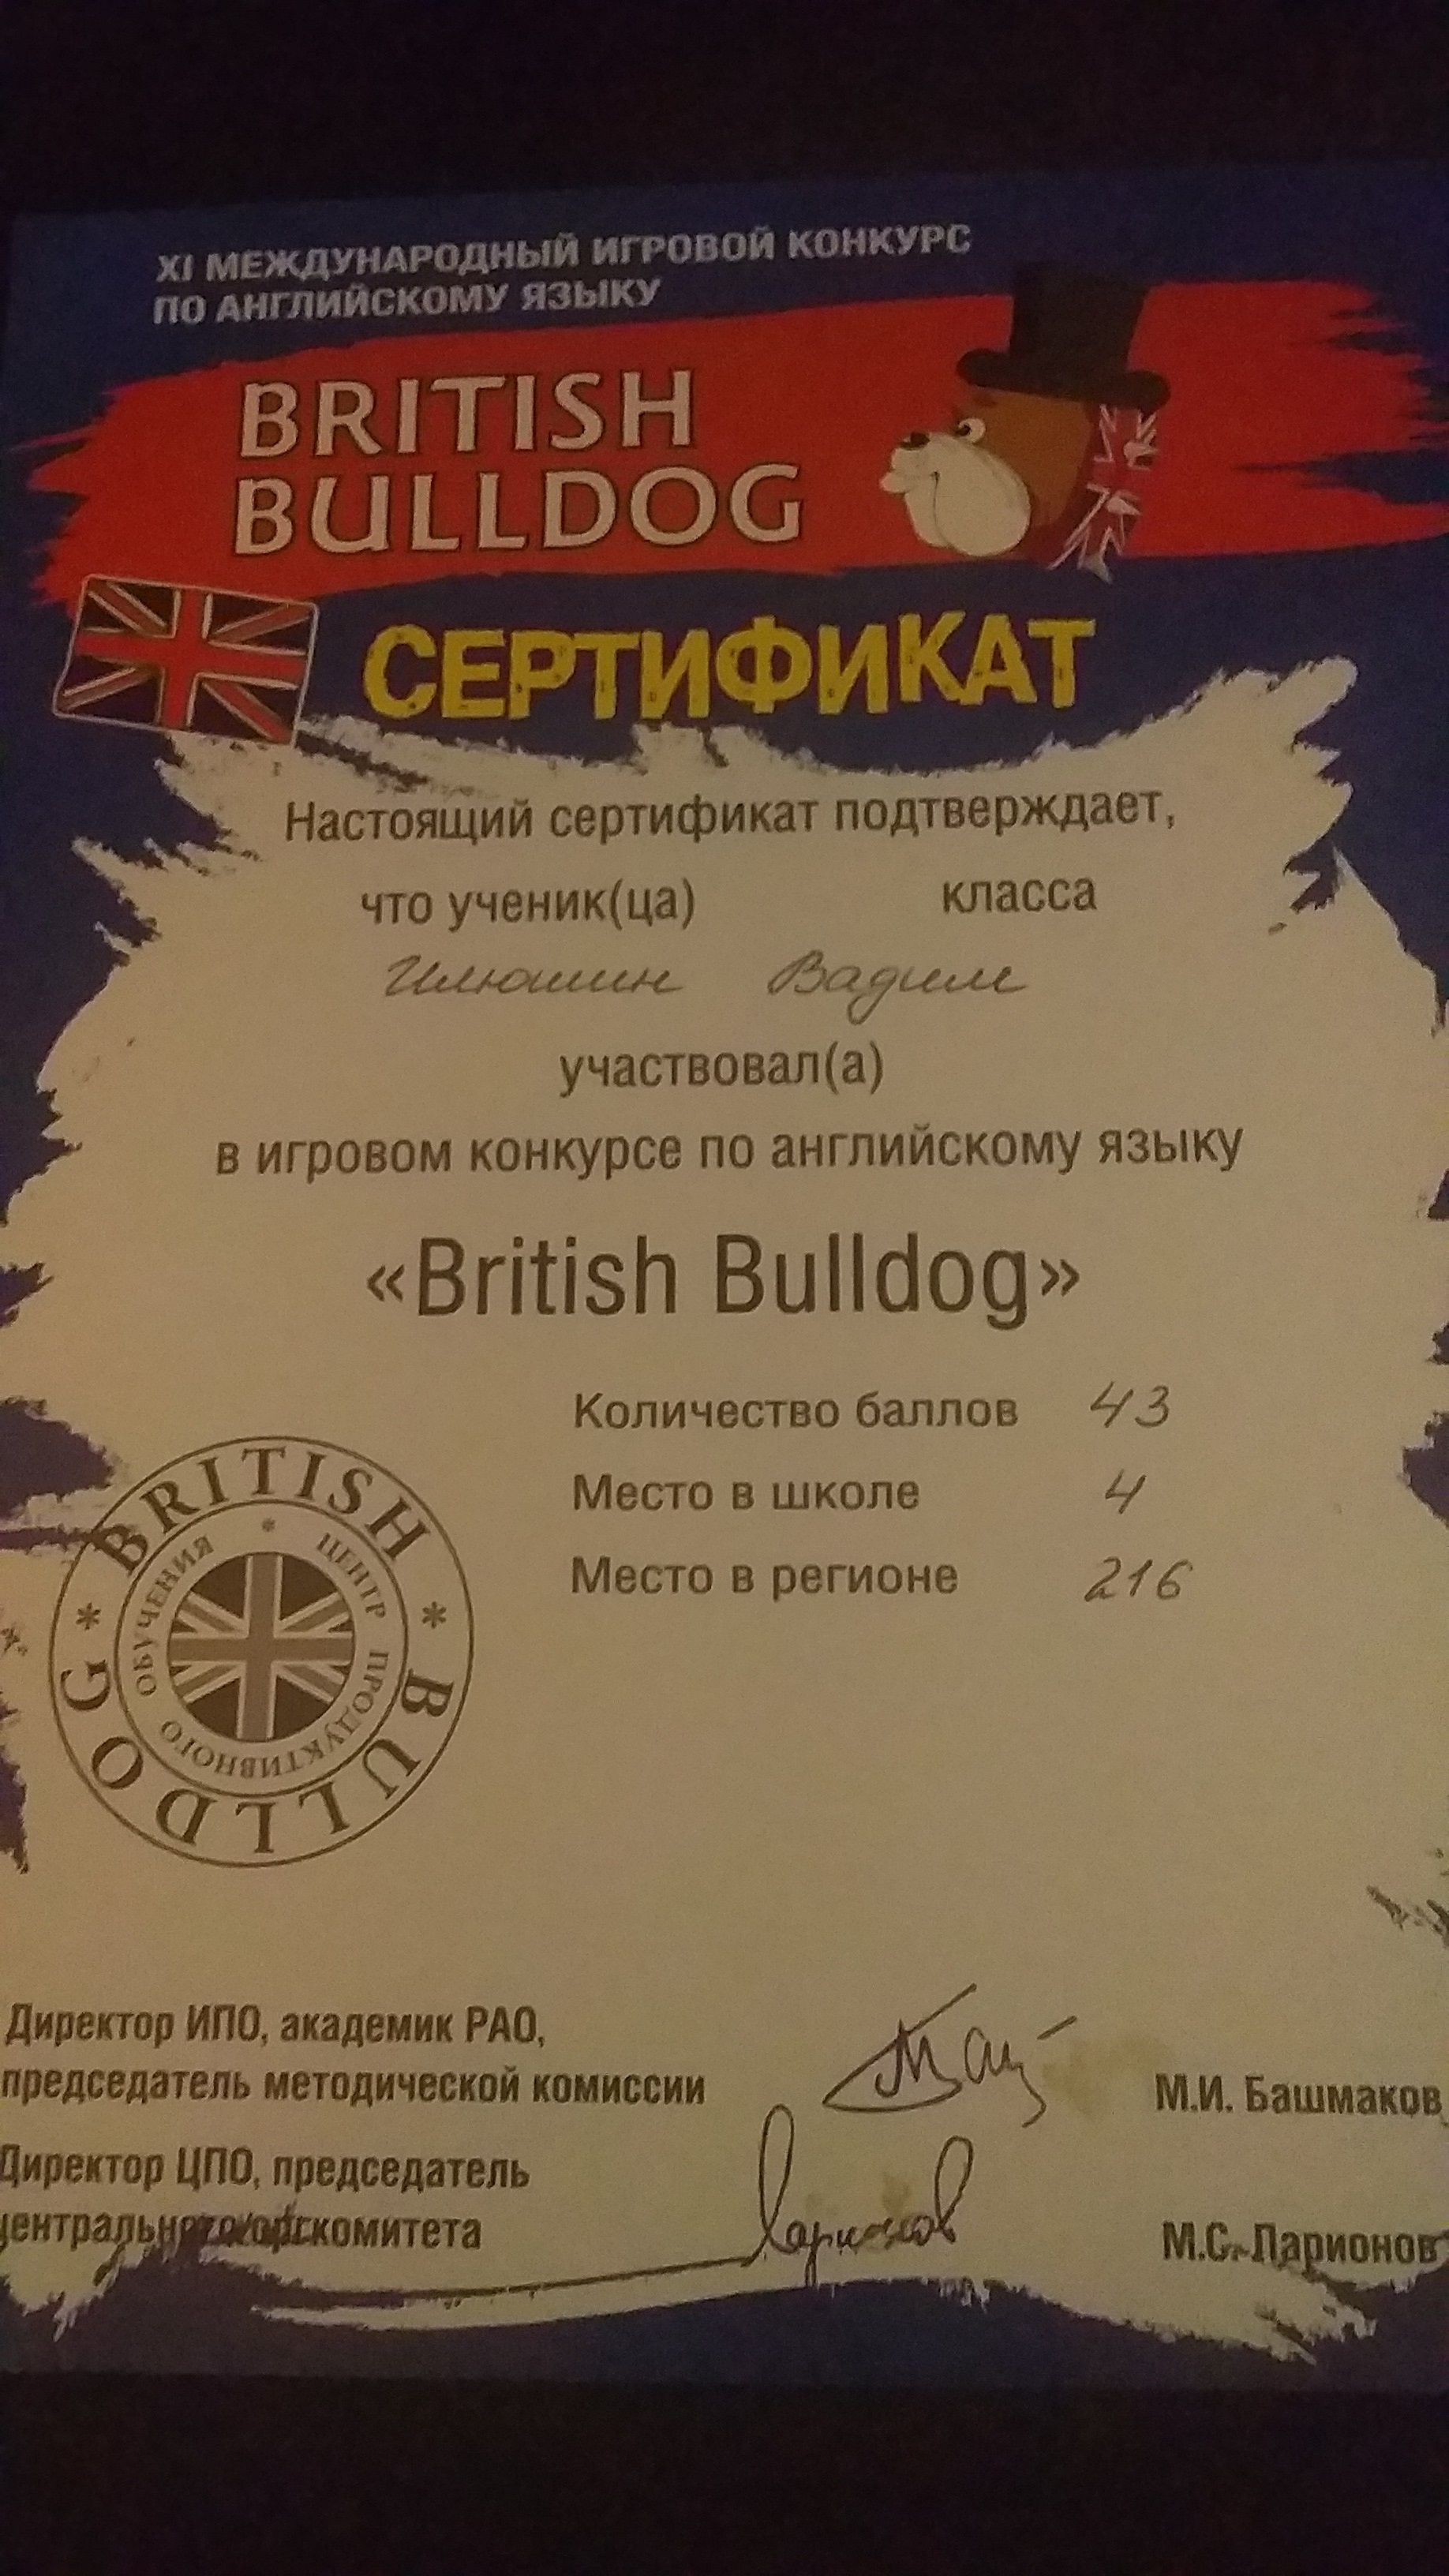 XI МЕЖДУНАРОДНЫЙ ИГРОВОЙ КОНКУРС
ПО АНГЛИЙСКОМУ ЯЗЫКУ
BRITISH
BULLDOG
СЕРТИФИКАТ
Настоящий сертификат подтверждает,
что ученик(ца) класса
Илюшин Вадим
участвовал(а)
в игровом конкурсе по английскому языку
«British Bulldog»
Количество баллов 43
Место в школе 4
Место в регионе 216
BRITISH * BULLDOG *
* ЦЕНТР ПРОДУКТИВНОГО ОБУЧЕНИЯ
Директор ИПО, академик РАО,
председатель методической комиссии М.И. Башмаков
Директор ЦПО, председатель
центрального оргкомитета Ларионов М.С. Ларионов